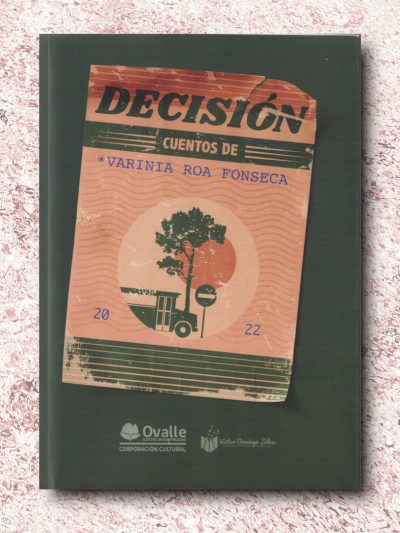 DECISIÓN
CUENTOS DE
*VARINIA ROA FONSECA
20
22
Ovalle
CORPORACIÓN CULTURAL
Víctor Domingo Silva